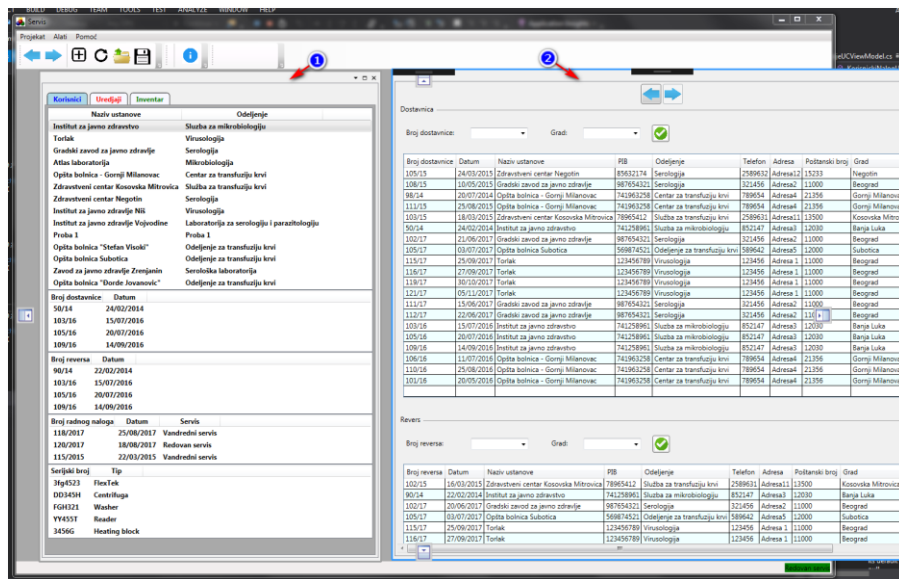 BUILD DEBUG TEAM TOOLS TEST ANALYZE WINDOW HELP
Servis
Projekat Alati Pomoć
1
2
Korisnici Uredjaji Inventar
Naziv ustanove Odeljenje
Institut za javno zdravstvo Sluzba za mikrobiologiju
Torlak Virusologija
Gradski zavod za javno zdravlje Serologija
Atlas laboratorija Mikrobiologija
Opšta bolnica - Gornji Milanovac Centar za transfuziju krvi
Zdravstveni centar Kosovska Mitrovica Služba za transfuziju krvi
Zdravstveni centar Negotin Serologija
Institut za javno zdravlje Niš Virusologija
Institut za javno zdravlje Vojvodine Laboratorija za serologiju i parazitologiju
Proba 1 Proba 1
Opšta bolnica "Stefan Visoki" Odeljenje za transfuziju krvi
Opšta bolnica Subotica Odeljenje za transfuziju krvi
Zavod za javno zdravlje Zrenjanin Serološka laboratorija
Opšta bolnica "Đorđe Jovanovic" Odeljenje za transfuziju krvi
Broj dostavnice Datum
50/14 24/02/2014
103/16 15/07/2016
105/16 20/07/2016
109/16 14/09/2016
Broj reversa Datum
90/14 22/02/2014
103/16 15/07/2016
105/16 20/07/2016
109/16 14/09/2016
Broj radnog naloga Datum Servis
118/2017 25/08/2017 Vandredni servis
120/2017 18/08/2017 Redovan servis
115/2015 22/03/2015 Vandredni servis
Serijski broj Tip
3fg4523 FlexTek
DD345H Centrifuga
FGH321 Washer
YY455T Reader
3456G Heating block
Dostavnica
Broj dostavnice: Grad:
Broj dostavnice Datum Naziv ustanove PIB Odeljenje Telefon Adresa Poštanski broj Grad
105/15 24/03/2015 Zdravstveni centar Negotin 85632174 Serologija 2589632 Adresa12 15233 Negotin
108/15 10/05/2015 Gradski zavod za javno zdravlje 987654321 Serologija 321456 Adresa2 11000 Beograd
98/14 20/07/2014 Opšta bolnica - Gornji Milanovac 741963258 Centar za transfuziju krvi 789654 Adresa4 21356 Gornji Milanova
111/15 25/08/2015 Opšta bolnica - Gornji Milanovac 741963258 Centar za transfuziju krvi 789654 Adresa4 21356 Gornji Milanova
103/15 18/03/2015 Zdravstveni centar Kosovska Mitrovica 78965412 Služba za transfuziju krvi 2589631 Adresa11 13500 Kosovska Mitro
50/14 24/02/2014 Institut za javno zdravstvo 741258961 Sluzba za mikrobiologiju 852147 Adresa3 12030 Banja Luka
102/17 21/06/2017 Gradski zavod za javno zdravlje 987654321 Serologija 321456 Adresa2 11000 Beograd
105/17 03/07/2017 Opšta bolnica Subotica 569874521 Odeljenje za transfuziju krvi 589642 Adresa5 12000 Subotica
115/17 25/09/2017 Torlak 123456789 Virusologija 123456 Adresa 1 11000 Beograd
116/17 27/09/2017 Torlak 123456789 Virusologija 123456 Adresa 1 11000 Beograd
119/17 30/10/2017 Torlak 123456789 Virusologija 123456 Adresa 1 11000 Beograd
121/17 05/11/2017 Torlak 123456789 Virusologija 123456 Adresa 1 11000 Beograd
111/17 15/06/2017 Gradski zavod za javno zdravlje 987654321 Serologija 321456 Adresa2 11000 Beograd
112/17 22/06/2017 Gradski zavod za javno zdravlje 987654321 Serologija 321456 Adresa2 Beograd
103/16 15/07/2016 Institut za javno zdravstvo 741258961 Sluzba za mikrobiologiju 852147 Adresa3 12030 Banja Luka
105/16 20/07/2016 Institut za javno zdravstvo 741258961 Sluzba za mikrobiologiju 852147 Adresa3 12030 Banja Luka
109/16 14/09/2016 Institut za javno zdravstvo 741258961 Sluzba za mikrobiologiju 852147 Adresa3 12030 Banja Luka
106/16 11/07/2016 Opšta bolnica - Gornji Milanovac 741963258 Centar za transfuziju krvi 789654 Adresa4 21356 Gornji Milanova
110/16 25/08/2016 Opšta bolnica - Gornji Milanovac 741963258 Centar za transfuziju krvi 789654 Adresa4 21356 Gornji Milanova
101/16 20/05/2016 Opšta bolnica - Gornji Milanovac 741963258 Centar za transfuziju krvi 789654 Adresa4 21356 Gornji Milanova
Revers
Broj reversa: Grad:
Broj reversa Datum Naziv ustanove PIB Odeljenje Telefon Adresa Poštanski broj Grad
102/15 16/03/2015 Zdravstveni centar Kosovska Mitrovica 78965412 Služba za transfuziju krvi 2589631 Adresa11 13500 Kosovska Mitrovica
90/14 22/02/2014 Institut za javno zdravstvo 741258961 Sluzba za mikrobiologiju 852147 Adresa3 12030 Banja Luka
102/17 20/06/2017 Gradski zavod za javno zdravlje 987654321 Serologija 321456 Adresa2 11000 Beograd
105/17 03/07/2017 Opšta bolnica Subotica 569874521 Odeljenje za transfuziju krvi 589642 Adresa5 12000 Subotica
115/17 25/09/2017 Torlak 123456789 Virusologija 123456 Adresa 1 11000 Beograd
116/17 27/09/2017 Torlak 123456789 Virusologija 123456 Adresa 1 11000 Beograd
Redovan servis